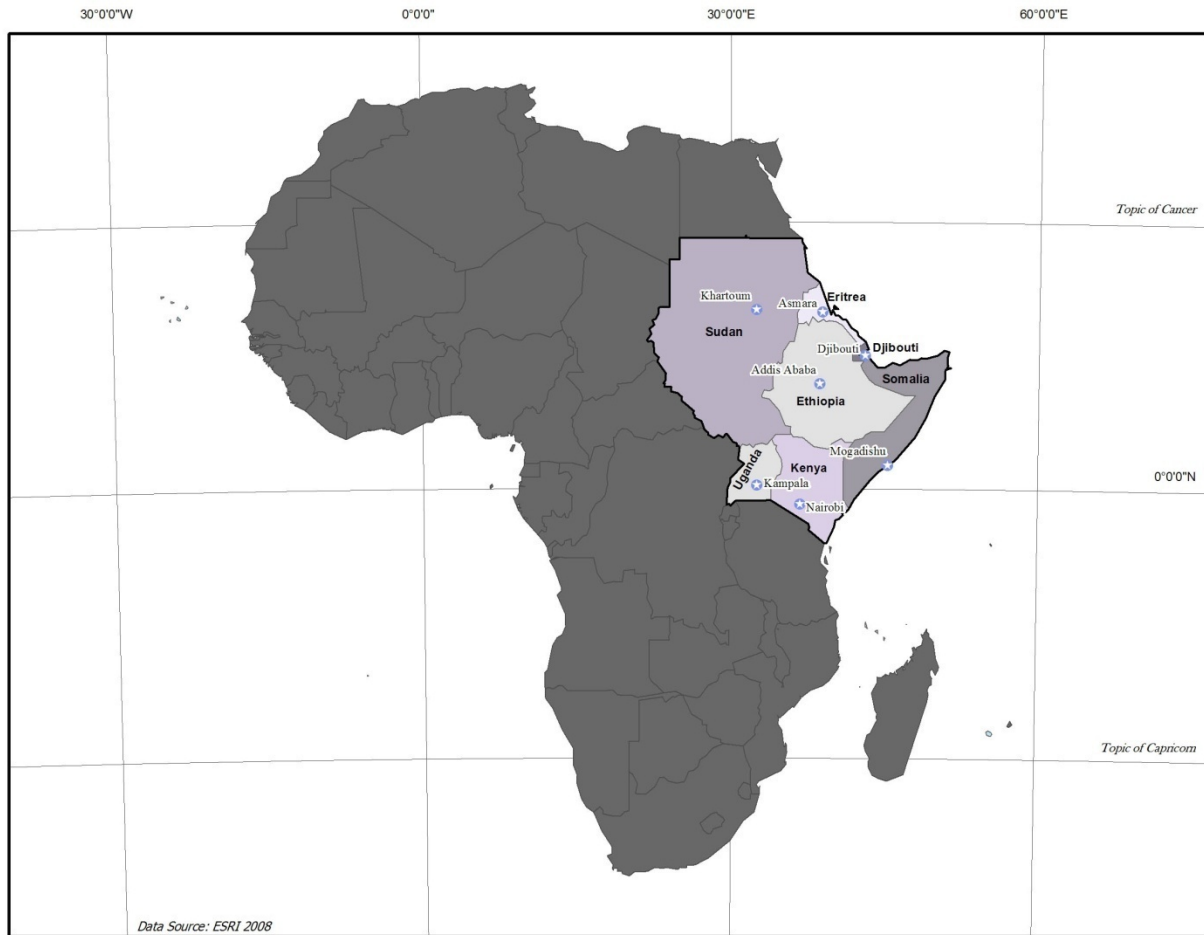 30°0'0"W
0°0'0"E
30°0'0"E
60°0'0"E
Topic of Cancer
Khartoum
Asmara
Eritrea
Sudan
Djibouti
Djibouti
Addis Ababa
Somalia
Ethiopia
Mogadishu
Uganda
Kenya
Kampala
0°0'0"N
Nairobi
Topic of Capricorn
Data Source: ESRI 2008